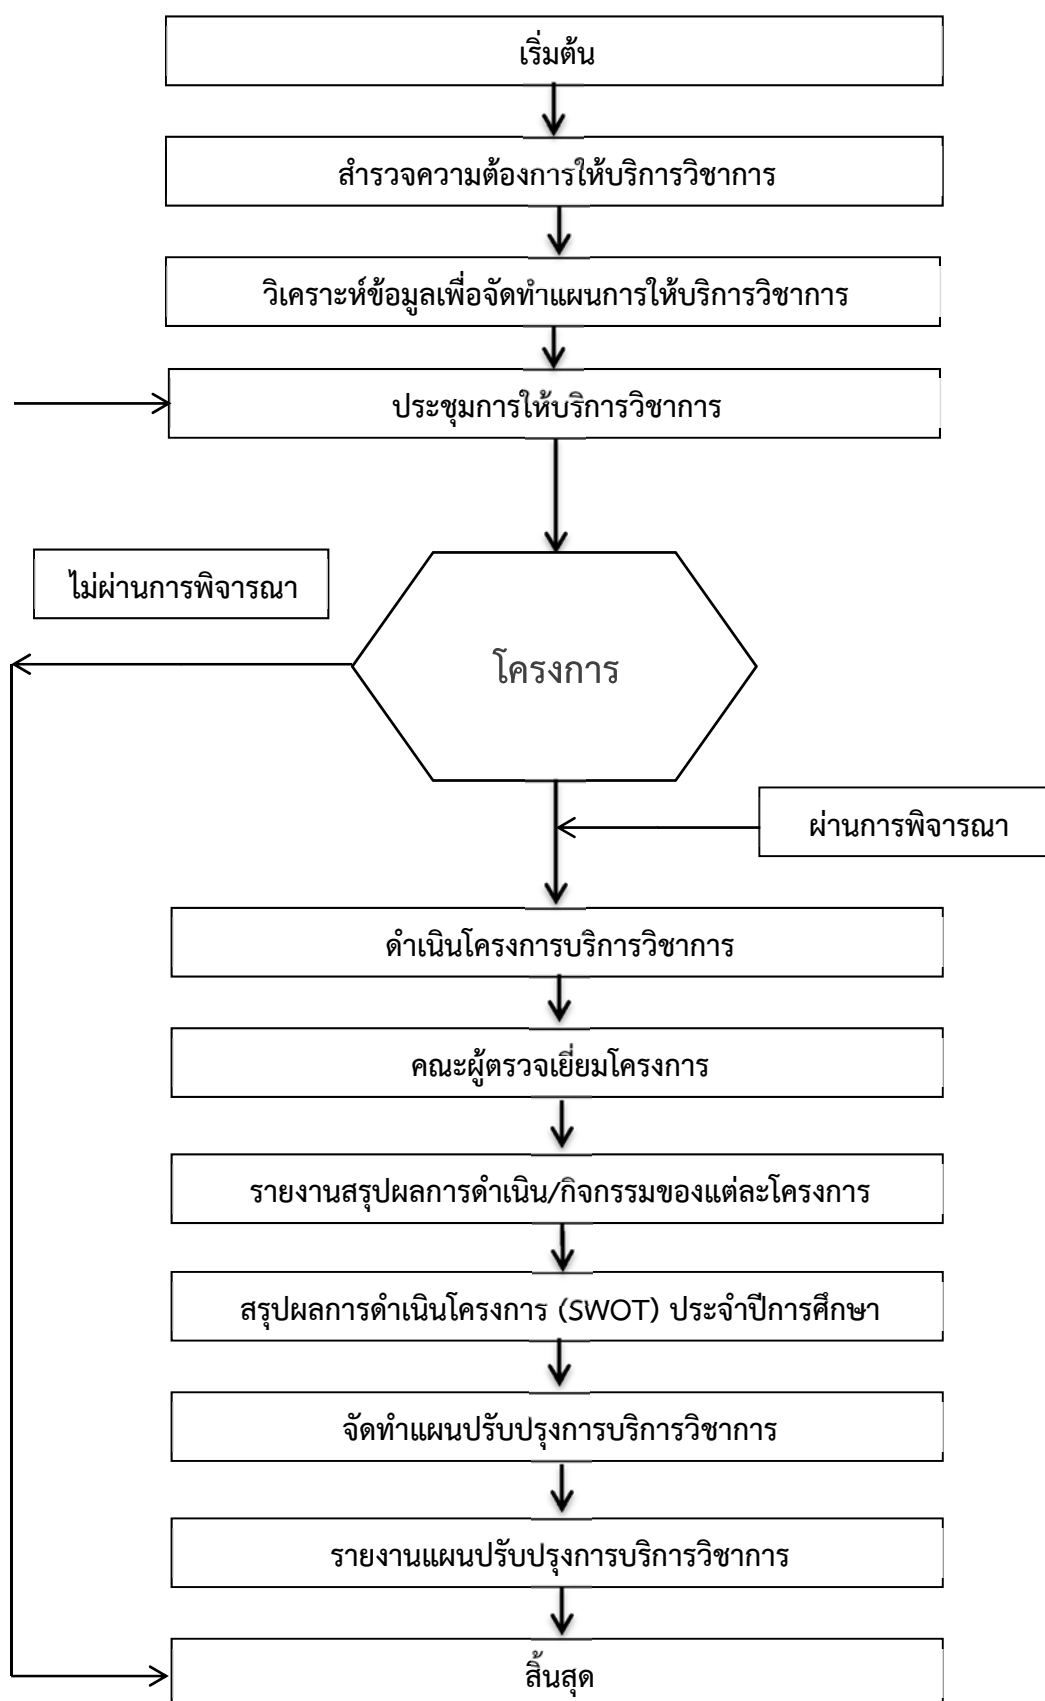 เริ่มต้น
สำรวจความต้องการให้บริการวิชาการ
วิเคราะห์ข้อมูลเพื่อจัดทำแผนการให้บริการวิชาการ
ประชุมการให้บริการวิชาการ
ไม่ผ่านการพิจารณา
โครงการ
ผ่านการพิจารณา
ดำเนินโครงการบริการวิชาการ
คณะผู้ตรวจเยี่ยมโครงการ
รายงานสรุปผลการดำเนิน/กิจกรรมของแต่ละโครงการ
สรุปผลการดำเนินโครงการ (SWOT) ประจำปีการศึกษา
จัดทำแผนปรับปรุงการบริการวิชาการ
รายงานแผนปรับปรุงการบริการวิชาการ
สิ้นสุด